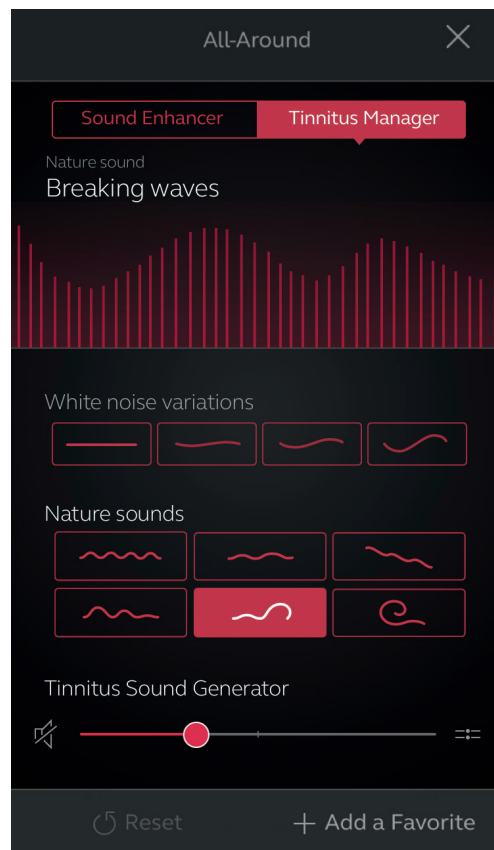 All-Around
Sound Enhancer
Tinnitus Manager
Nature sound
Breaking waves
White noise variations
Nature sounds
Tinnitus Sound Generator
Reset
Add a Favorite